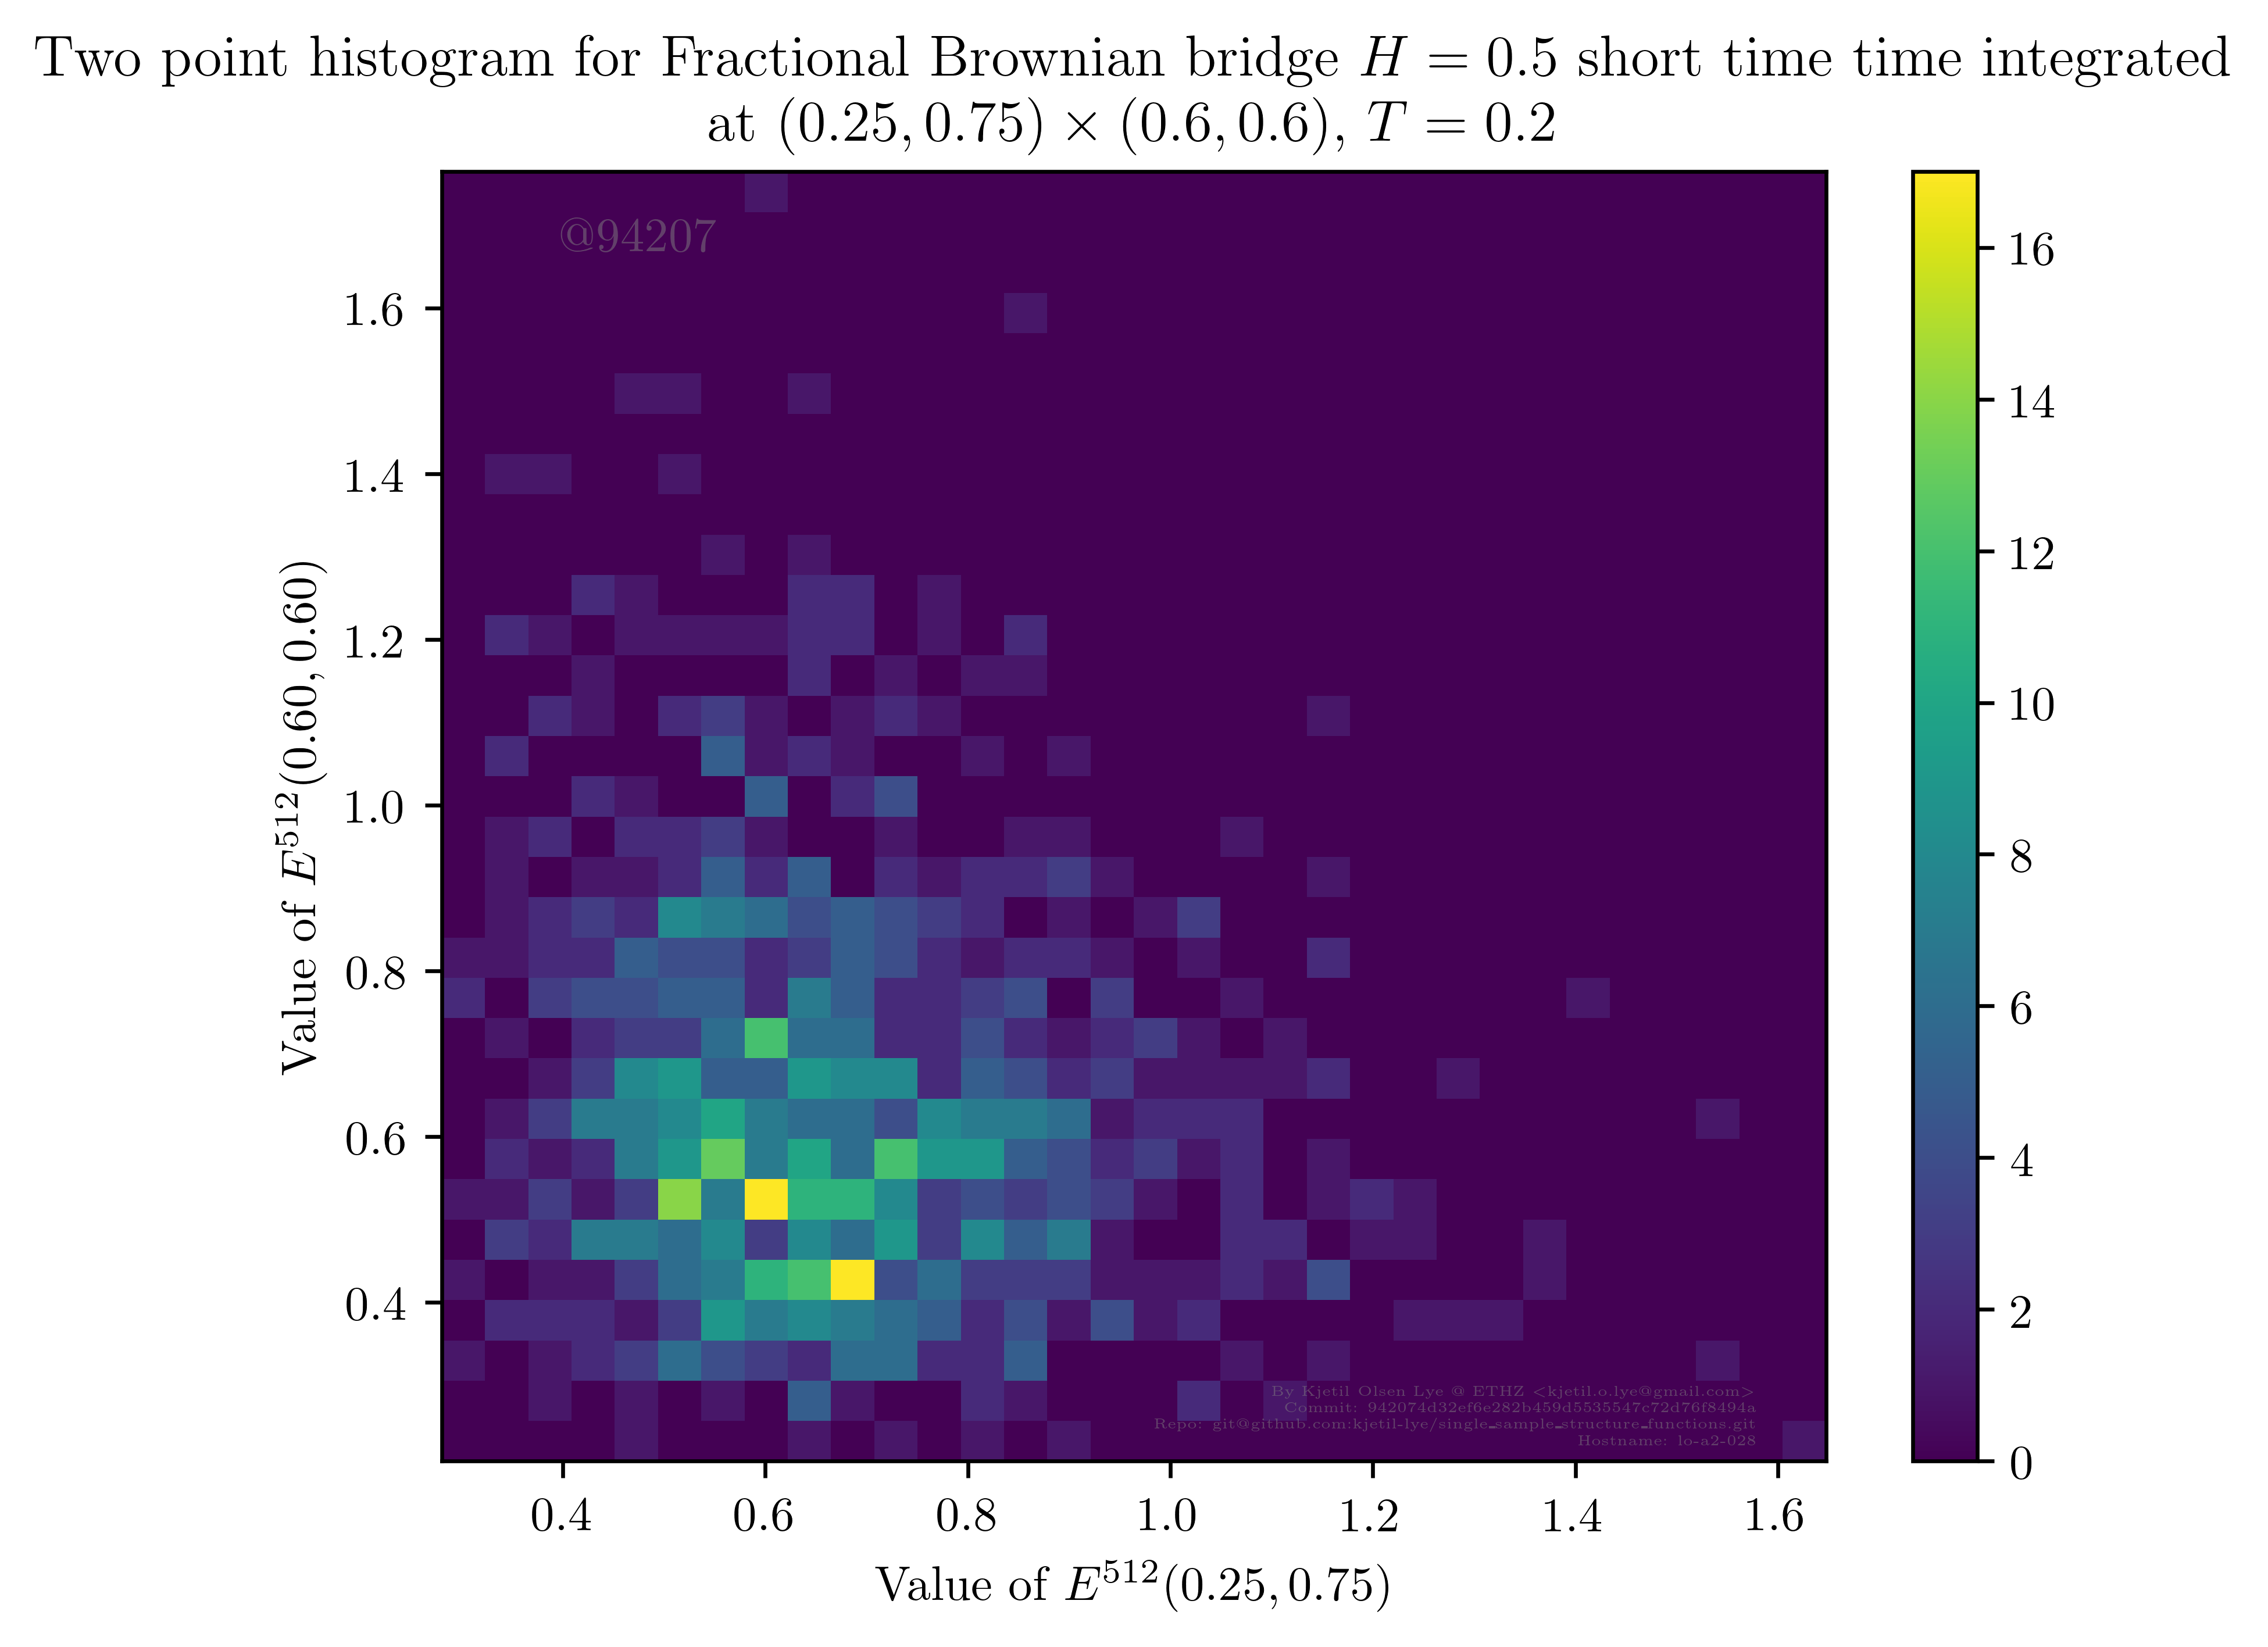 Two point histogram for Fractional Brownian bridge H = 0.5 short time time integrated
at (0.25, 0.75) × (0.6, 0.6), T = 0.2
@94207
1.6
1.4
1.2
1.0
0.8
0.6
0.4
Value of E^512(0.60, 0.60)
0.4 0.6 0.8 1.0 1.2 1.4 1.6
Value of E^512(0.25, 0.75)
16
14
12
10
8
6
4
2
0
By Kjetil Olsen Lye @ ETHZ <kjetil.o.lye@gmail.com>
Commit: 942074d32ef6e282b459d5535547c72d76f8494a
Repo: git@github.com:kjetil-lye/single_sample_structure_functions.git
Hostname: lo-a2-028